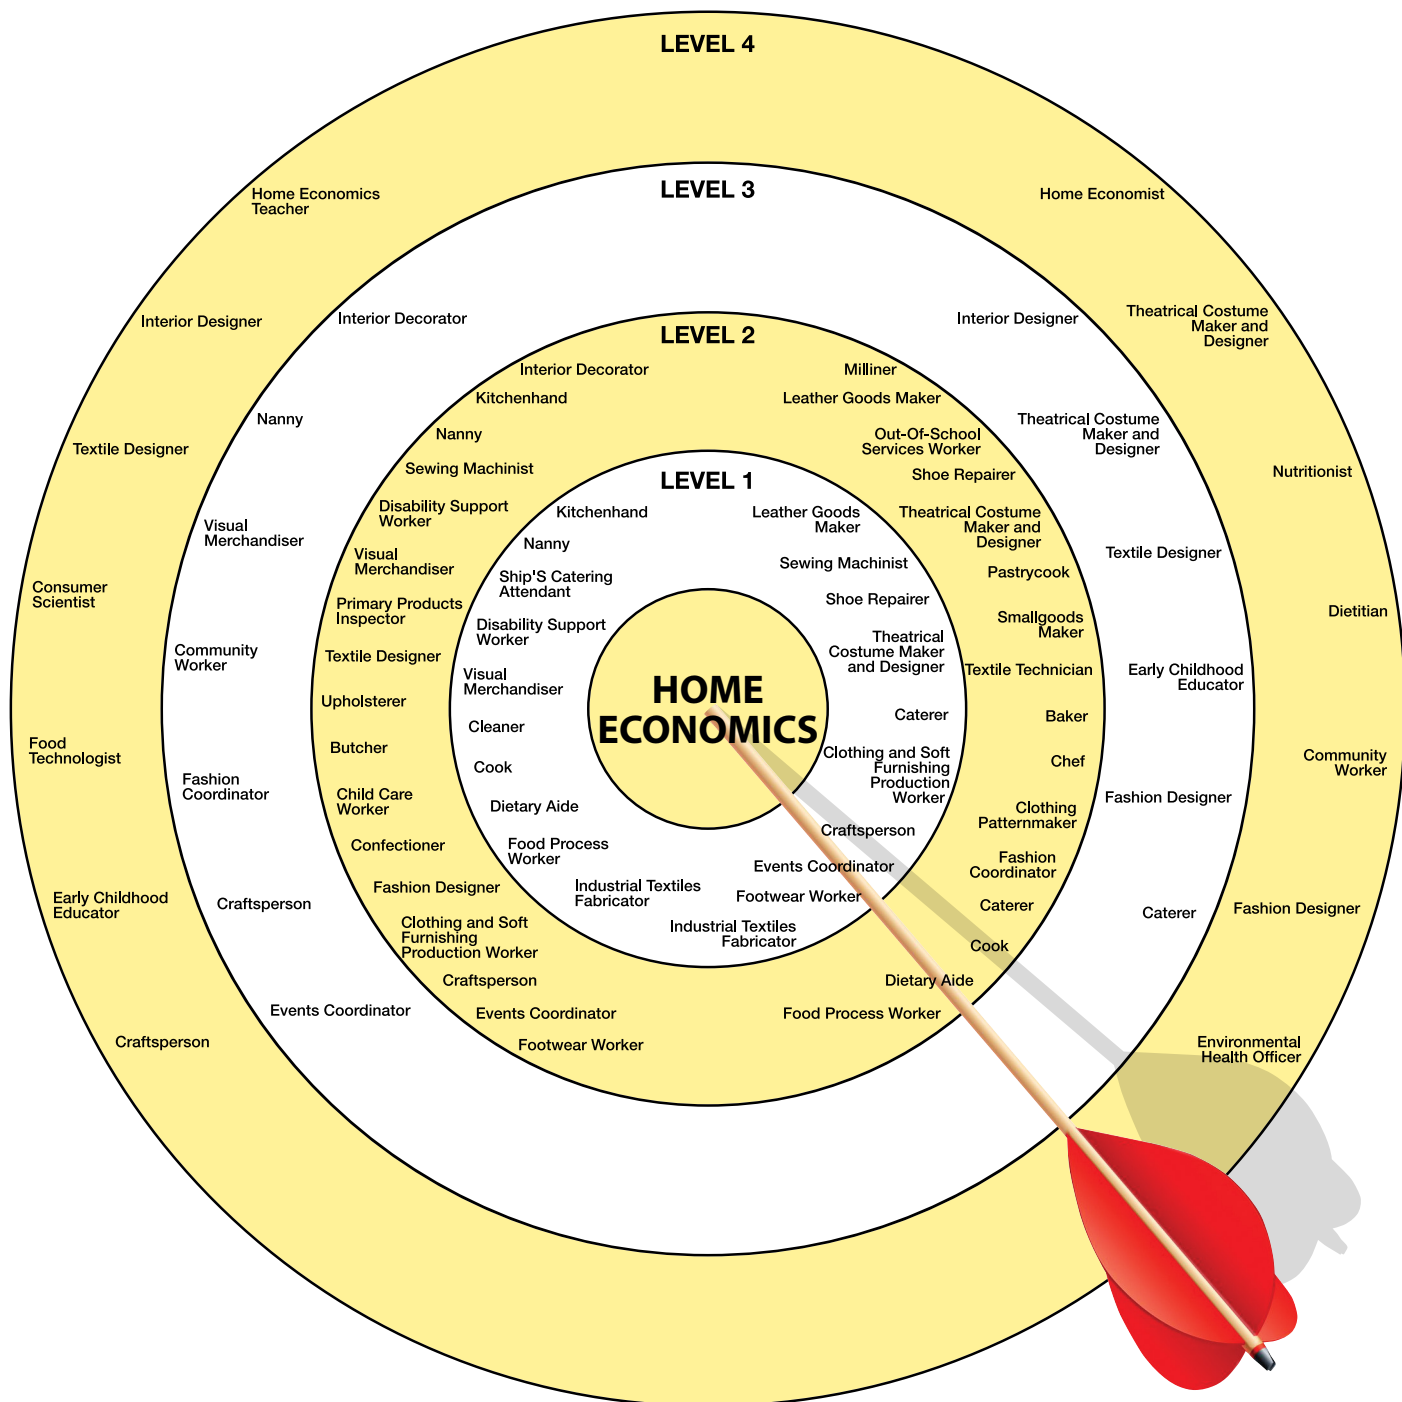 LEVEL 4
Home Economics
Teacher
Interior Designer
Textile Designer
Consumer
Scientist
Food
Technologist
Early Childhood
Educator
Craftsperson
Home Economist
Theatrical Costume
Maker and
Designer
Nutritionist
Dietitian
Community
Worker
Fashion Designer
Environmental
Health Officer
LEVEL 3
Interior Decorator
Nanny
Visual
Merchandiser
Community
Worker
Fashion
Coordinator
Craftsperson
Events Coordinator
Interior Designer
Theatrical Costume
Maker and
Designer
Textile Designer
Early Childhood
Educator
Fashion Designer
Caterer
LEVEL 2
Interior Decorator
Kitchenhand
Nanny
Sewing Machinist
Disability Support
Worker
Visual
Merchandiser
Primary Products
Inspector
Textile Designer
Upholsterer
Butcher
Child Care
Worker
Confectioner
Fashion Designer
Clothing and Soft
Furnishing
Production Worker
Craftsperson
Events Coordinator
Footwear Worker
Milliner
Leather Goods Maker
Out-Of-School
Services Worker
Shoe Repairer
Theatrical Costume
Maker and
Designer
Pastrycook
Smallgoods
Maker
Textile Technician
Baker
Chef
Clothing
Patternmaker
Fashion
Coordinator
Caterer
Cook
Dietary Aide
Food Process Worker
LEVEL 1
Kitchenhand
Nanny
Ship'S Catering
Attendant
Disability Support
Worker
Visual
Merchandiser
Cleaner
Cook
Dietary Aide
Food Process
Worker
Industrial Textiles
Fabricator
Leather Goods
Maker
Sewing Machinist
Shoe Repairer
Theatrical
Costume Maker
and Designer
Caterer
Clothing and Soft
Furnishing
Production
Worker
Craftsperson
Events Coordinator
Footwear Worker
Industrial Textiles
Fabricator
HOME
ECONOMICS